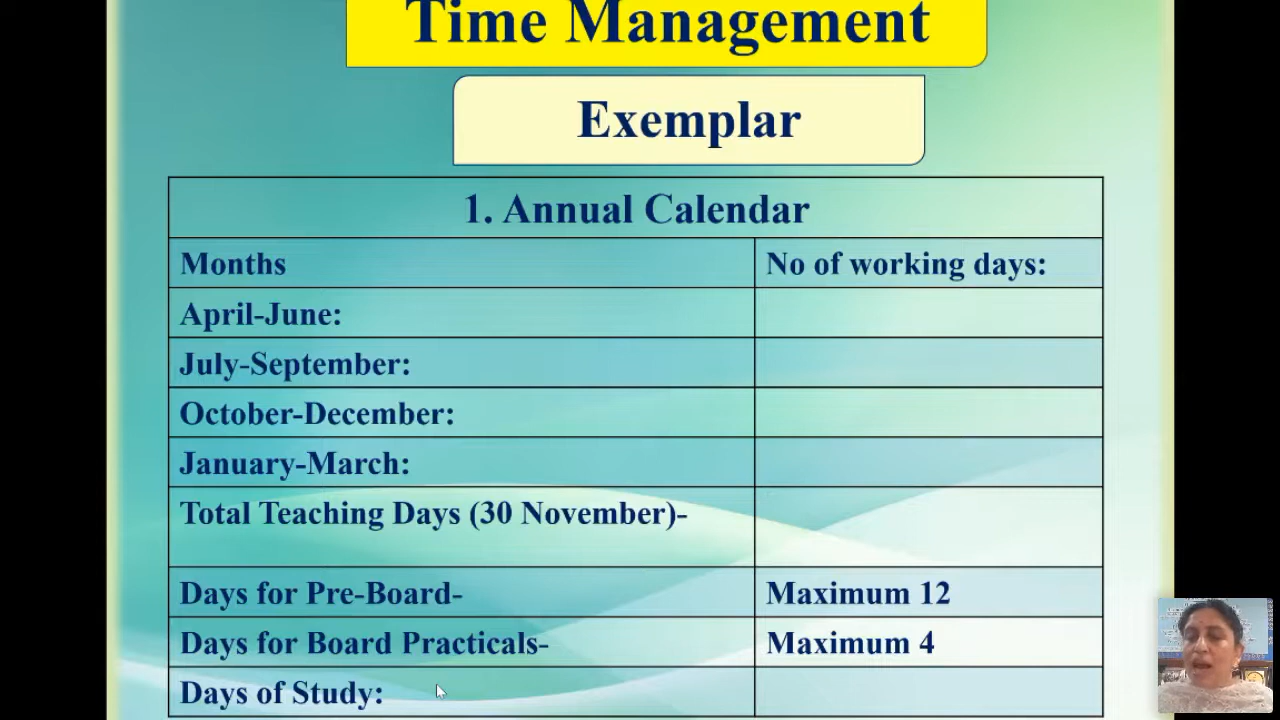 Time Management
Exemplar
1. Annual Calendar
Months No of working days:
April-June:
July-September:
October-December:
January-March:
Total Teaching Days (30 November)-
Days for Pre-Board- Maximum 12
Days for Board Practicals- Maximum 4
Days of Study: